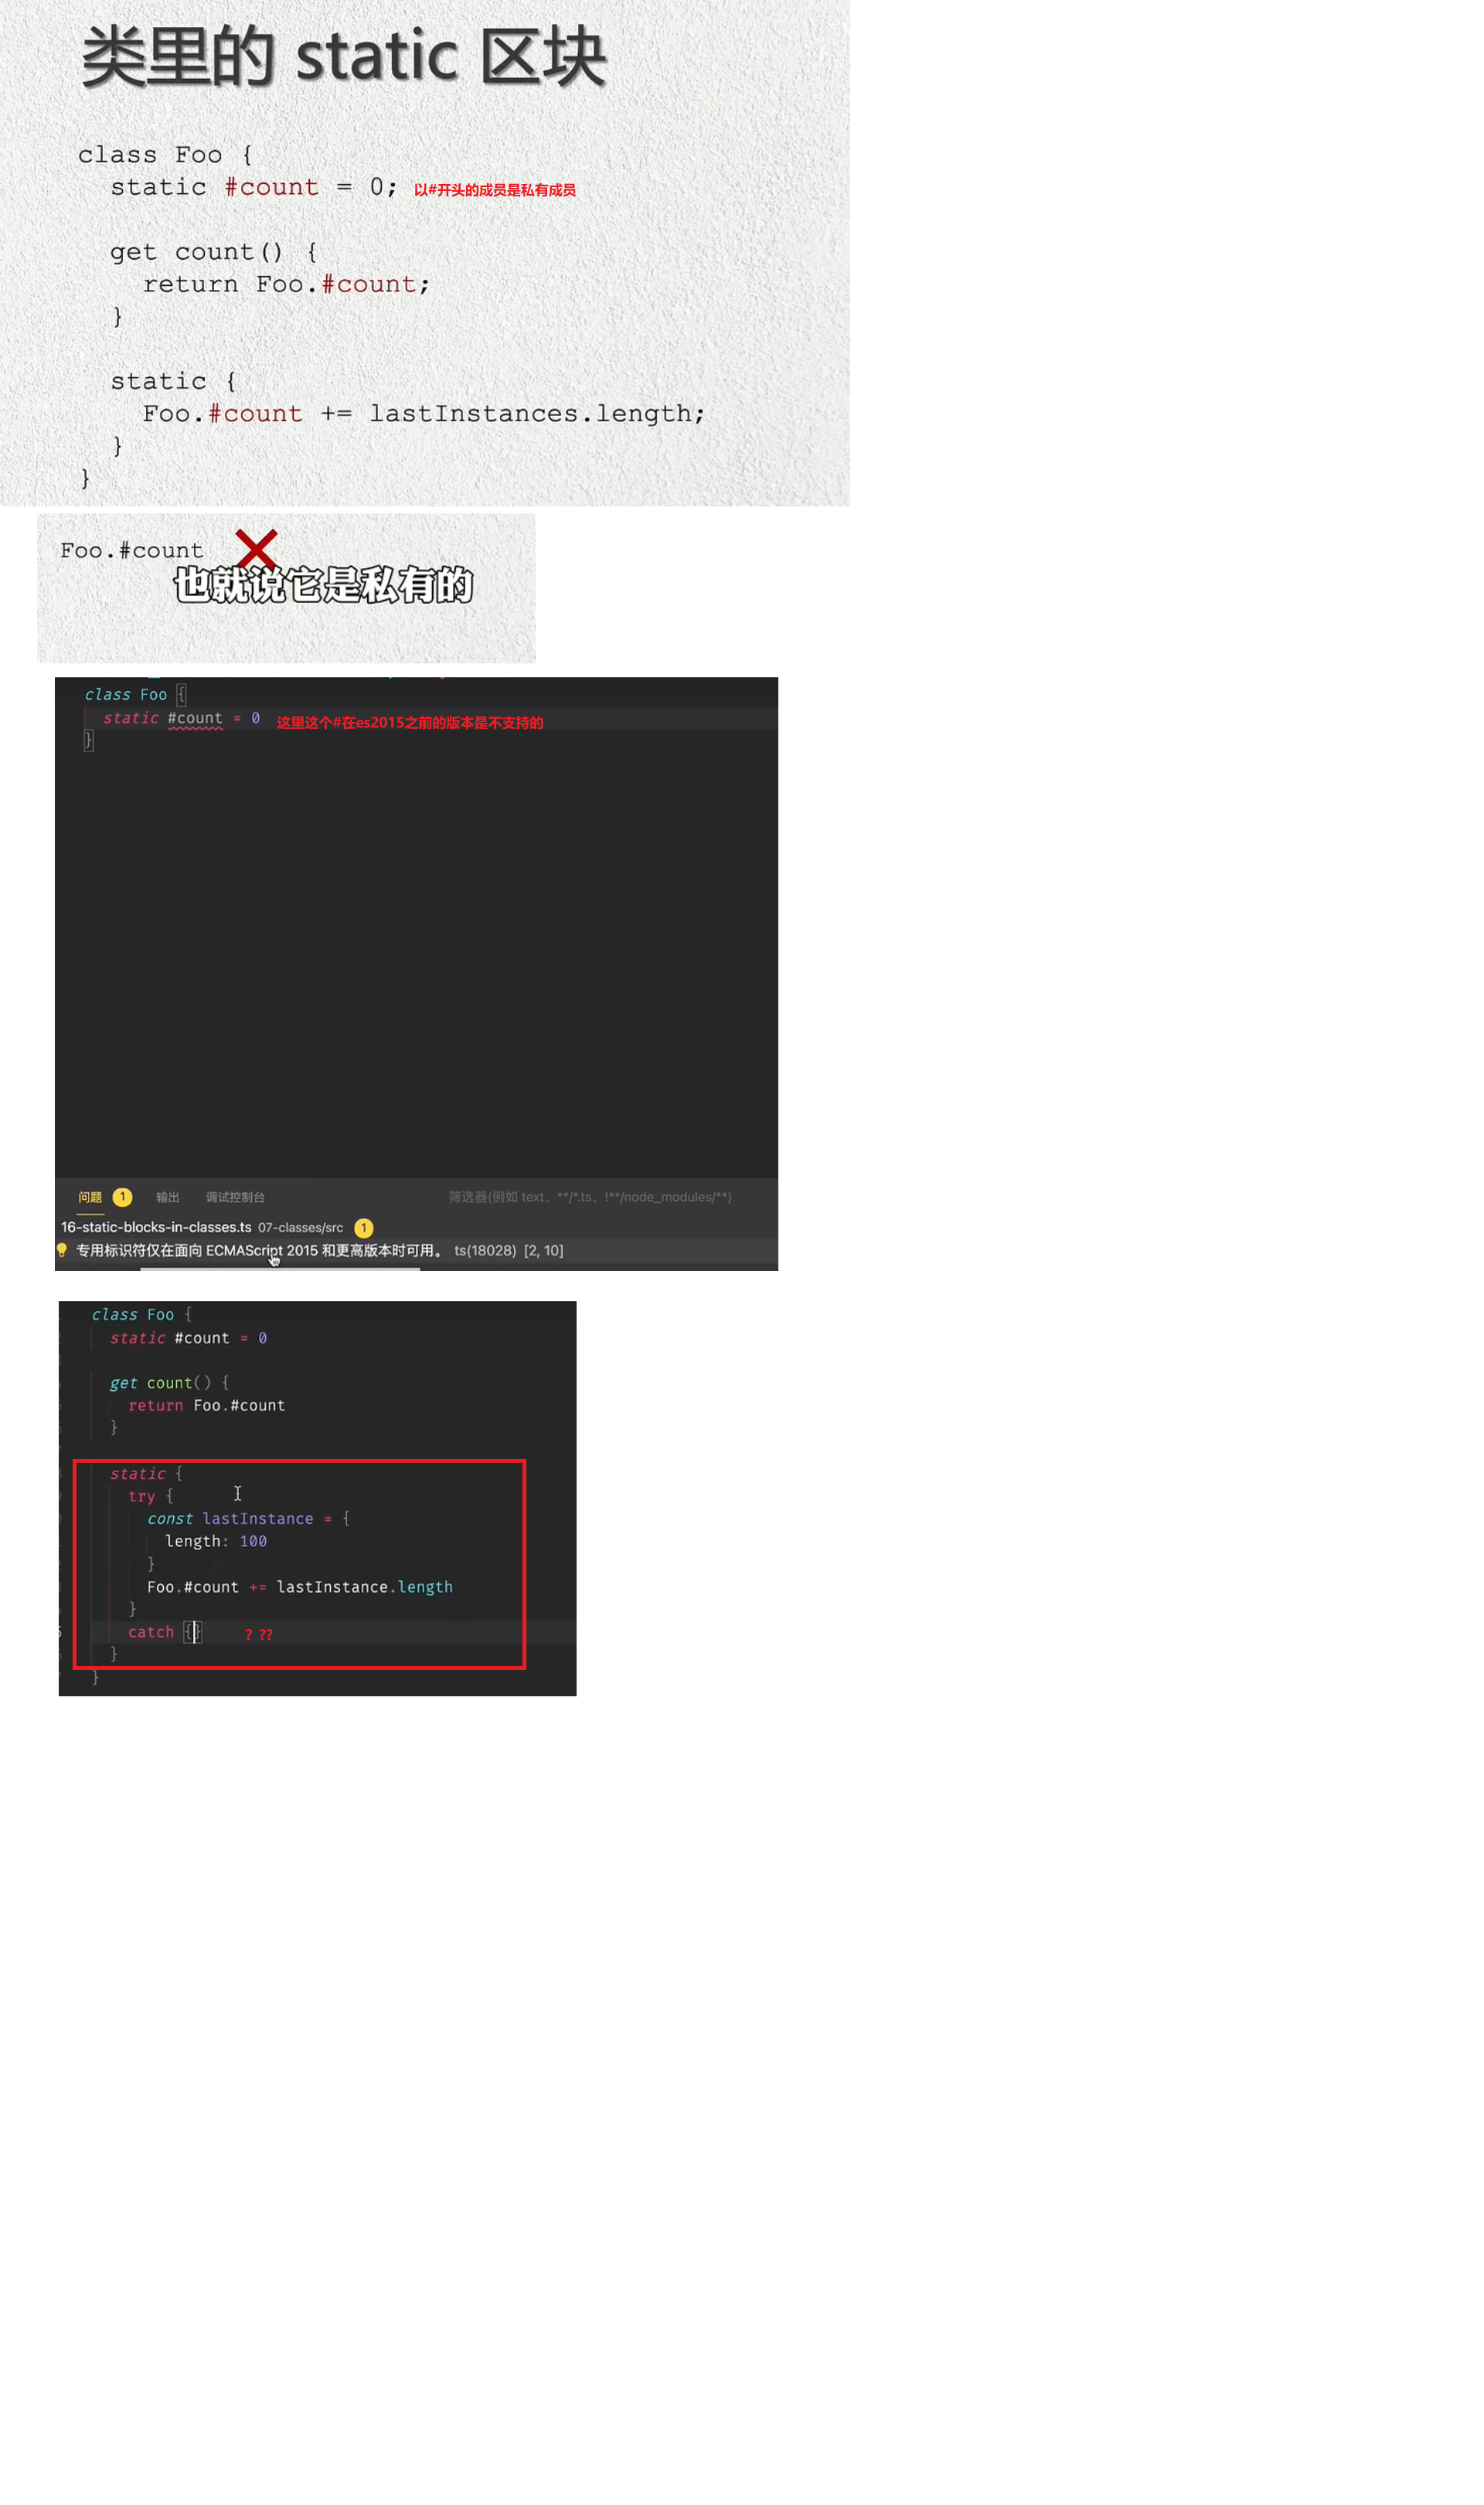 类里的 static 区块
class Foo {
static #count = 0; 以#开头的成员是私有成员
get count() {
return Foo.#count;
}
static {
Foo.#count += lastInstances.length;
}
}
Foo.#count
也就说它是私有的
class Foo {
static #count = 0 这里这个#在es2015之前的版本是不支持的
}
问题 1 输出 调试控制台 筛选器(例如 text、**/*.ts、!**/node_modules/**)
16-static-blocks-in-classes.ts 07-classes/src 1
专用标识符仅在面向 ECMAScript 2015 和更高版本时可用。 ts(18028) [2, 10]
class Foo {
static #count = 0
get count() {
return Foo.#count
}
static {
try {
const lastInstance = {
length: 100
}
Foo.#count += lastInstance.length
}
catch {} ? ??
}
}